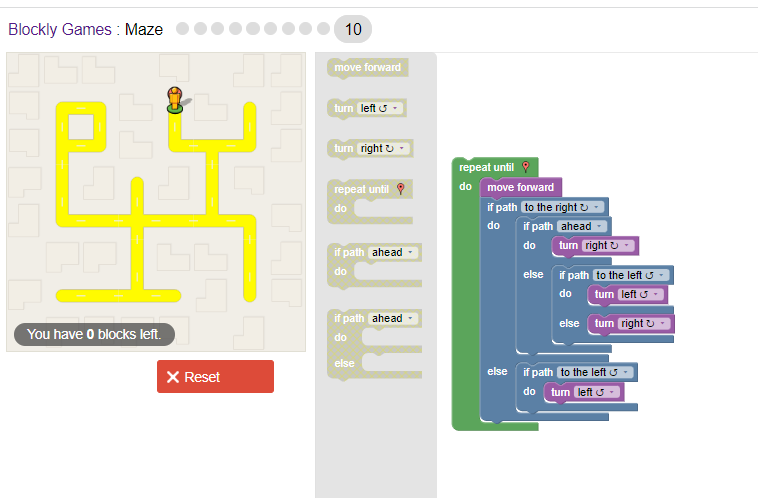 Blockly Games : Maze 10
You have 0 blocks left.
Reset
move forward
turn left ↺
turn right ↻
repeat until
do
if path ahead
do
if path ahead
do
else
repeat until
do move forward
if path to the right ↻
do if path ahead
do turn right ↻
else if path to the left ↺
do turn left ↺
else turn right ↻
else if path to the left ↺
do turn left ↺